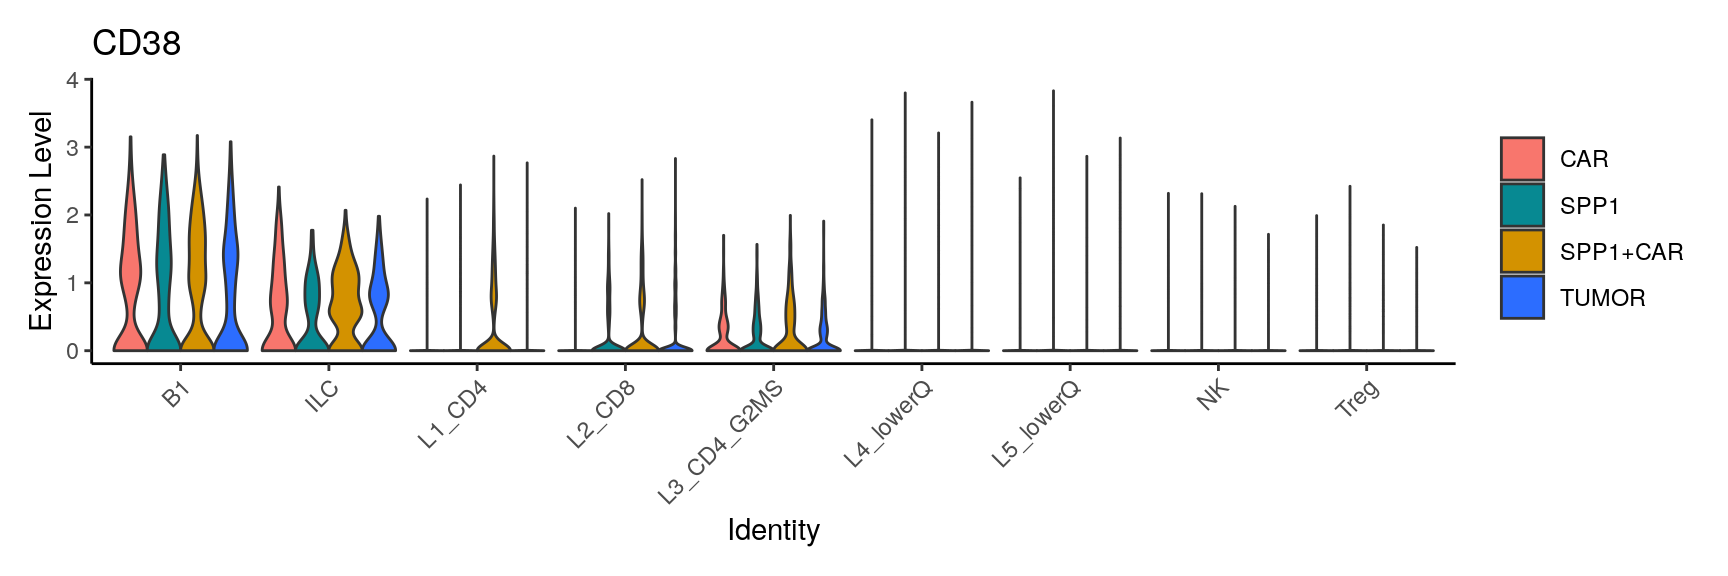 CD38
Expression Level
4
3
2
1
0
B1
ILC
L1_CD4
L2_CD8
L3_CD4_G2MS
L4_lowerQ
L5_lowerQ
NK
Treg
Identity
CAR
SPP1
SPP1+CAR
TUMOR